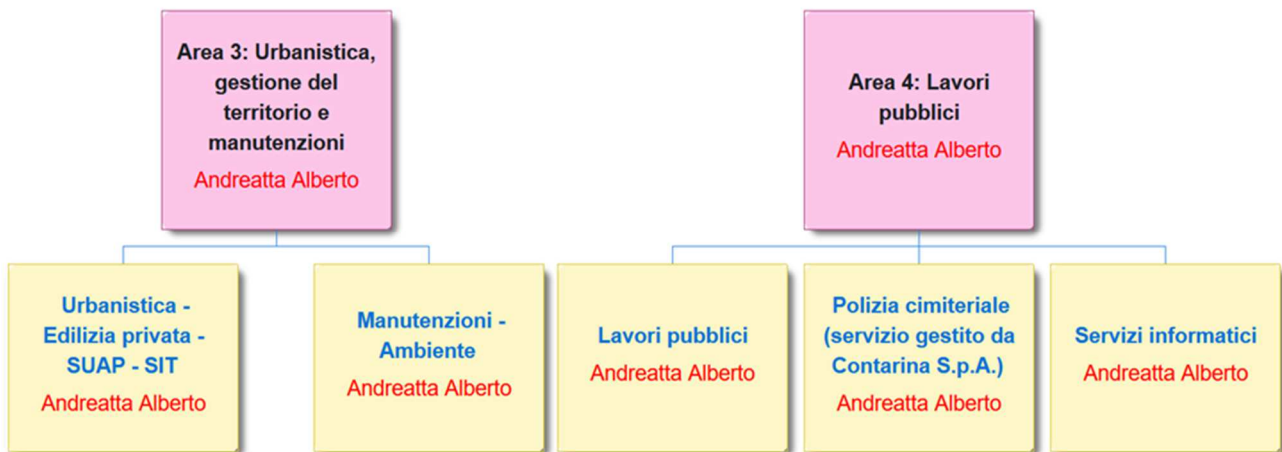 Area 3: Urbanistica,
gestione del
territorio e
manutenzioni
Andreatta Alberto
Area 4: Lavori
pubblici
Andreatta Alberto
Urbanistica -
Edilizia privata -
SUAP - SIT
Andreatta Alberto
Manutenzioni -
Ambiente
Andreatta Alberto
Lavori pubblici
Andreatta Alberto
Polizia cimiteriale
(servizio gestito da
Contarina S.p.A.)
Andreatta Alberto
Servizi informatici
Andreatta Alberto